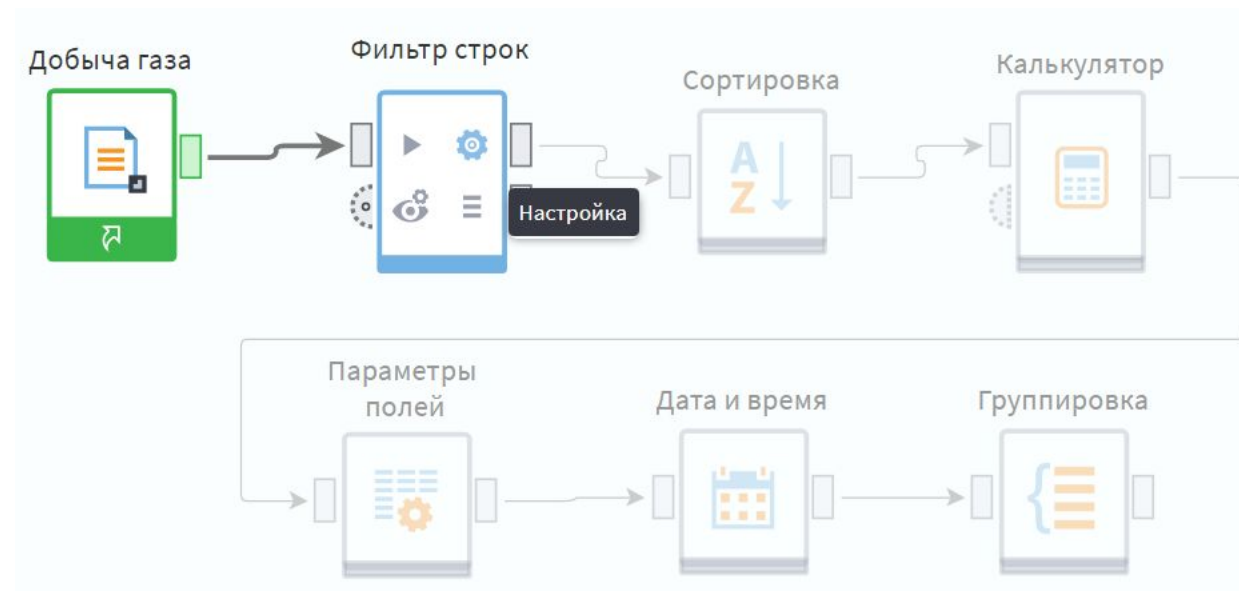 Добыча газа
Фильтр строк
Сортировка
Калькулятор
Настройка
A
Z
Параметры
полей
Дата и время
Группировка